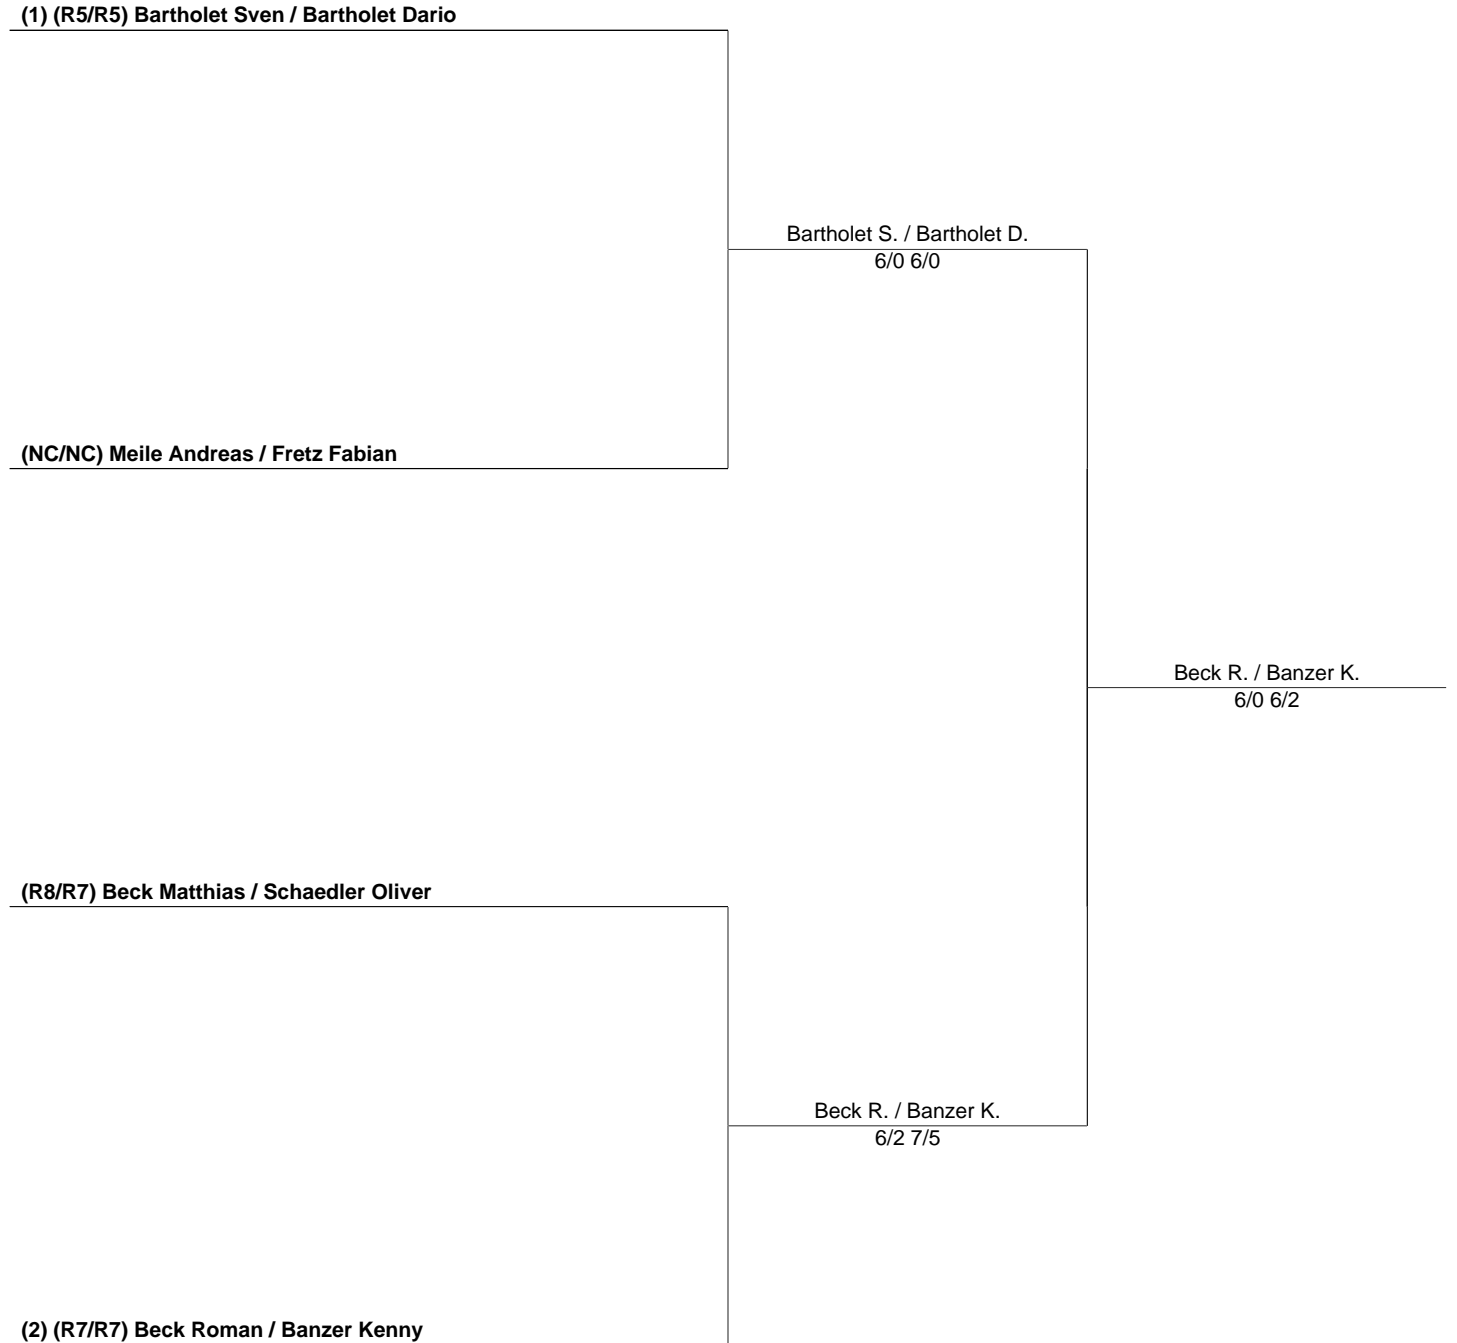 (1) (R5/R5) Bartholet Sven / Bartholet Dario
Bartholet S. / Bartholet D.
6/0 6/0
(NC/NC) Meile Andreas / Fretz Fabian
Beck R. / Banzer K.
6/0 6/2
(R8/R7) Beck Matthias / Schaedler Oliver
Beck R. / Banzer K.
6/2 7/5
(2) (R7/R7) Beck Roman / Banzer Kenny